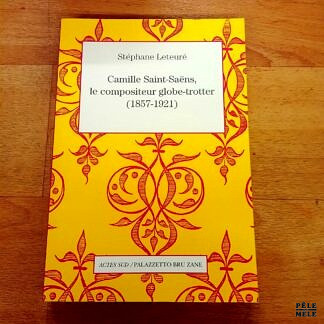 Stéphane Leteuré
Camille Saint-Saëns,
le compositeur globe-trotter
(1857-1921)
ACTES SUD / PALAZZETTO BRU ZANE
PÊLE
MÊLE